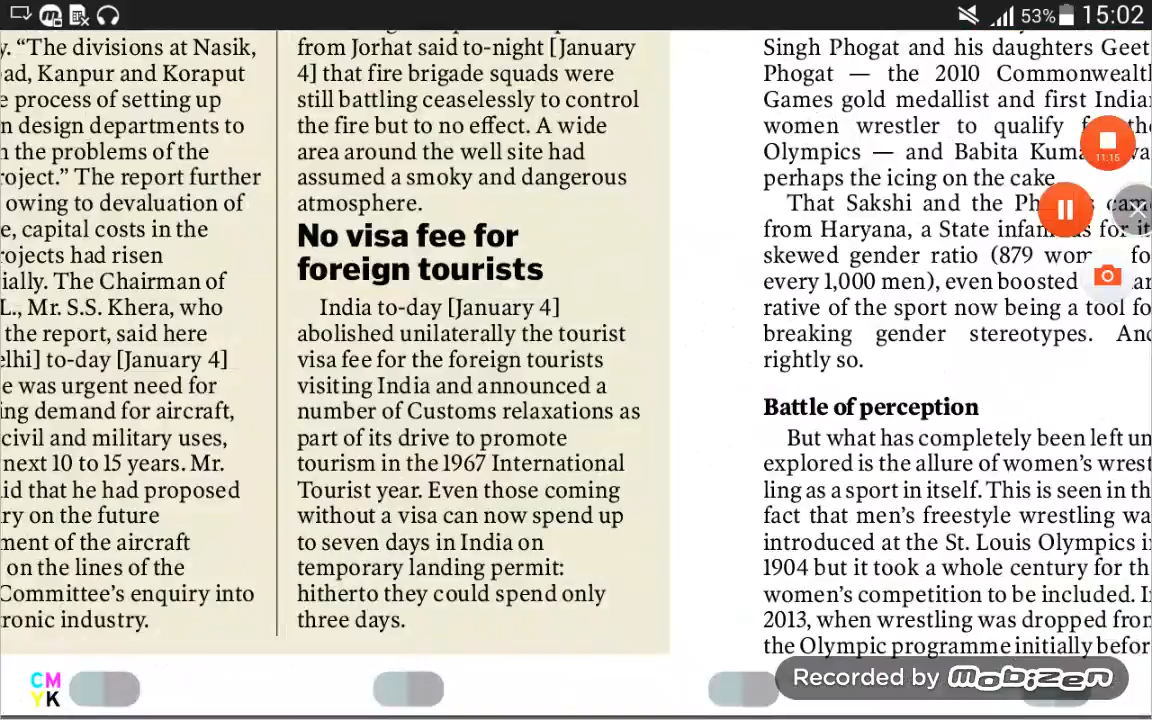 53% 15:02
y. “The divisions at Nasik,
ad, Kanpur and Koraput
e process of setting up
n design departments to
n the problems of the
roject.” The report further
owing to devaluation of
e, capital costs in the
rojects had risen
ially. The Chairman of
L., Mr. S.S. Khera, who
the report, said here
elhi] to-day [January 4]
e was urgent need for
ing demand for aircraft,
civil and military uses,
next 10 to 15 years. Mr.
id that he had proposed
ry on the future
ment of the aircraft
on the lines of the
Committee’s enquiry into
ronic industry.
from Jorhat said to-night [January
4] that fire brigade squads were
still battling ceaselessly to control
the fire but to no effect. A wide
area around the well site had
assumed a smoky and dangerous
atmosphere.
No visa fee for
foreign tourists
India to-day [January 4]
abolished unilaterally the tourist
visa fee for the foreign tourists
visiting India and announced a
number of Customs relaxations as
part of its drive to promote
tourism in the 1967 International
Tourist year. Even those coming
without a visa can now spend up
to seven days in India on
temporary landing permit:
hitherto they could spend only
three days.
Singh Phogat and his daughters Geet
Phogat — the 2010 Commonwealt
Games gold medallist and first India
women wrestler to qualify the
Olympics — and Babita Kuma
perhaps the icing on the cake.
That Sakshi and the Ph s came
from Haryana, a State infam s for it
skewed gender ratio (879 wom fo
every 1,000 men), even boosted ar
rative of the sport now being a tool fo
breaking gender stereotypes. And
rightly so.
Battle of perception
But what has completely been left un
explored is the allure of women’s wrest
ling as a sport in itself. This is seen in th
fact that men’s freestyle wrestling wa
introduced at the St. Louis Olympics i
1904 but it took a whole century for th
women’s competition to be included. I
2013, when wrestling was dropped from
the Olympic programme initially befor
11:15
CM
YK
Recorded by mobizen